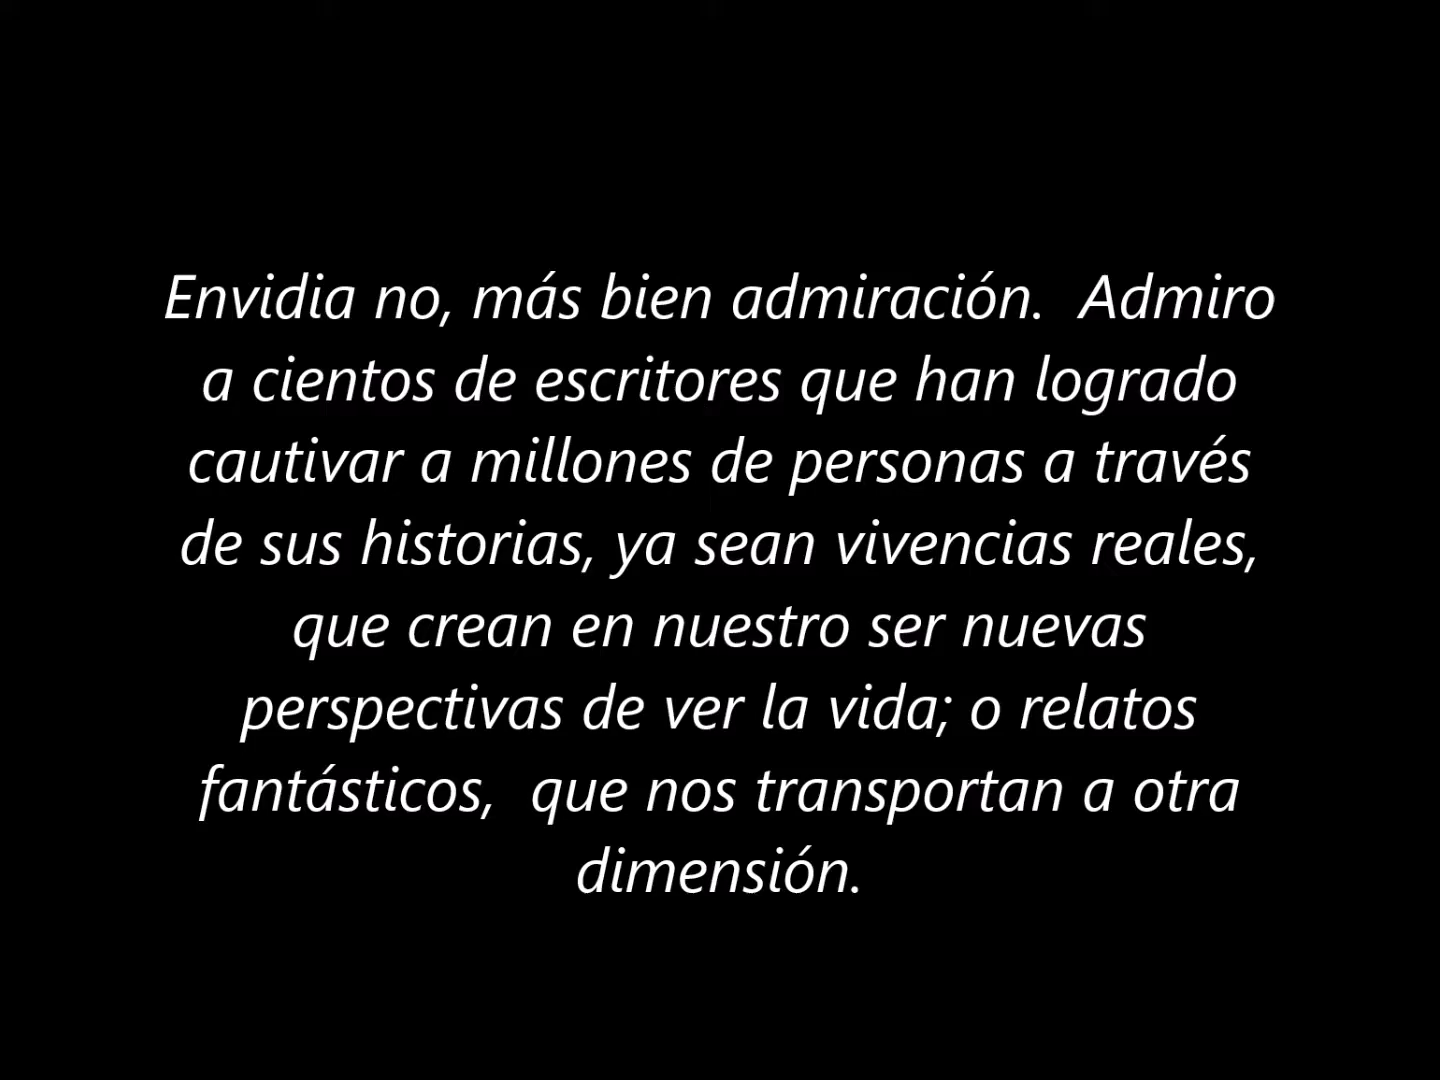 Envidia no, más bien admiración.  Admiro
a cientos de escritores que han logrado
cautivar a millones de personas a través
de sus historias, ya sean vivencias reales,
que crean en nuestro ser nuevas
perspectivas de ver la vida; o relatos
fantásticos,  que nos transportan a otra
dimensión.